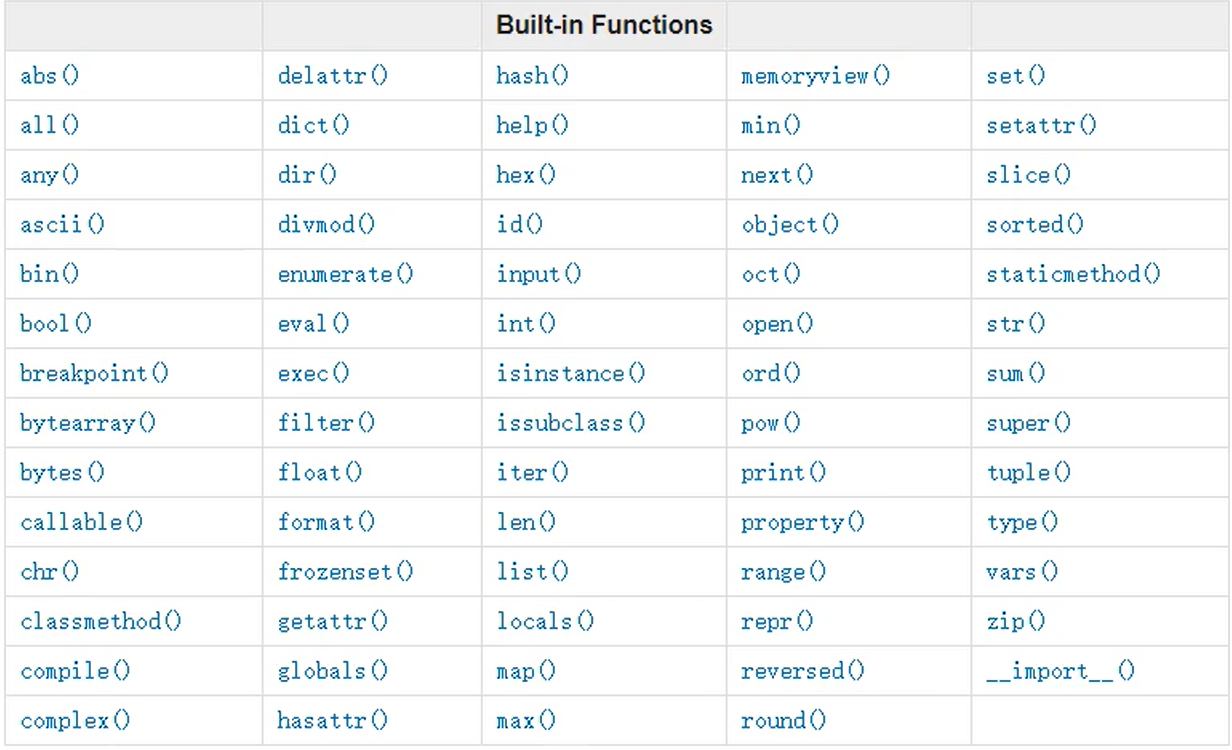 Built-in Functions
abs() delattr() hash() memoryview() set()
all() dict() help() min() setattr()
any() dir() hex() next() slice()
ascii() divmod() id() object() sorted()
bin() enumerate() input() oct() staticmethod()
bool() eval() int() open() str()
breakpoint() exec() isinstance() ord() sum()
bytearray() filter() issubclass() pow() super()
bytes() float() iter() print() tuple()
callable() format() len() property() type()
chr() frozenset() list() range() vars()
classmethod() getattr() locals() repr() zip()
compile() globals() map() reversed() __import__()
complex() hasattr() max() round()